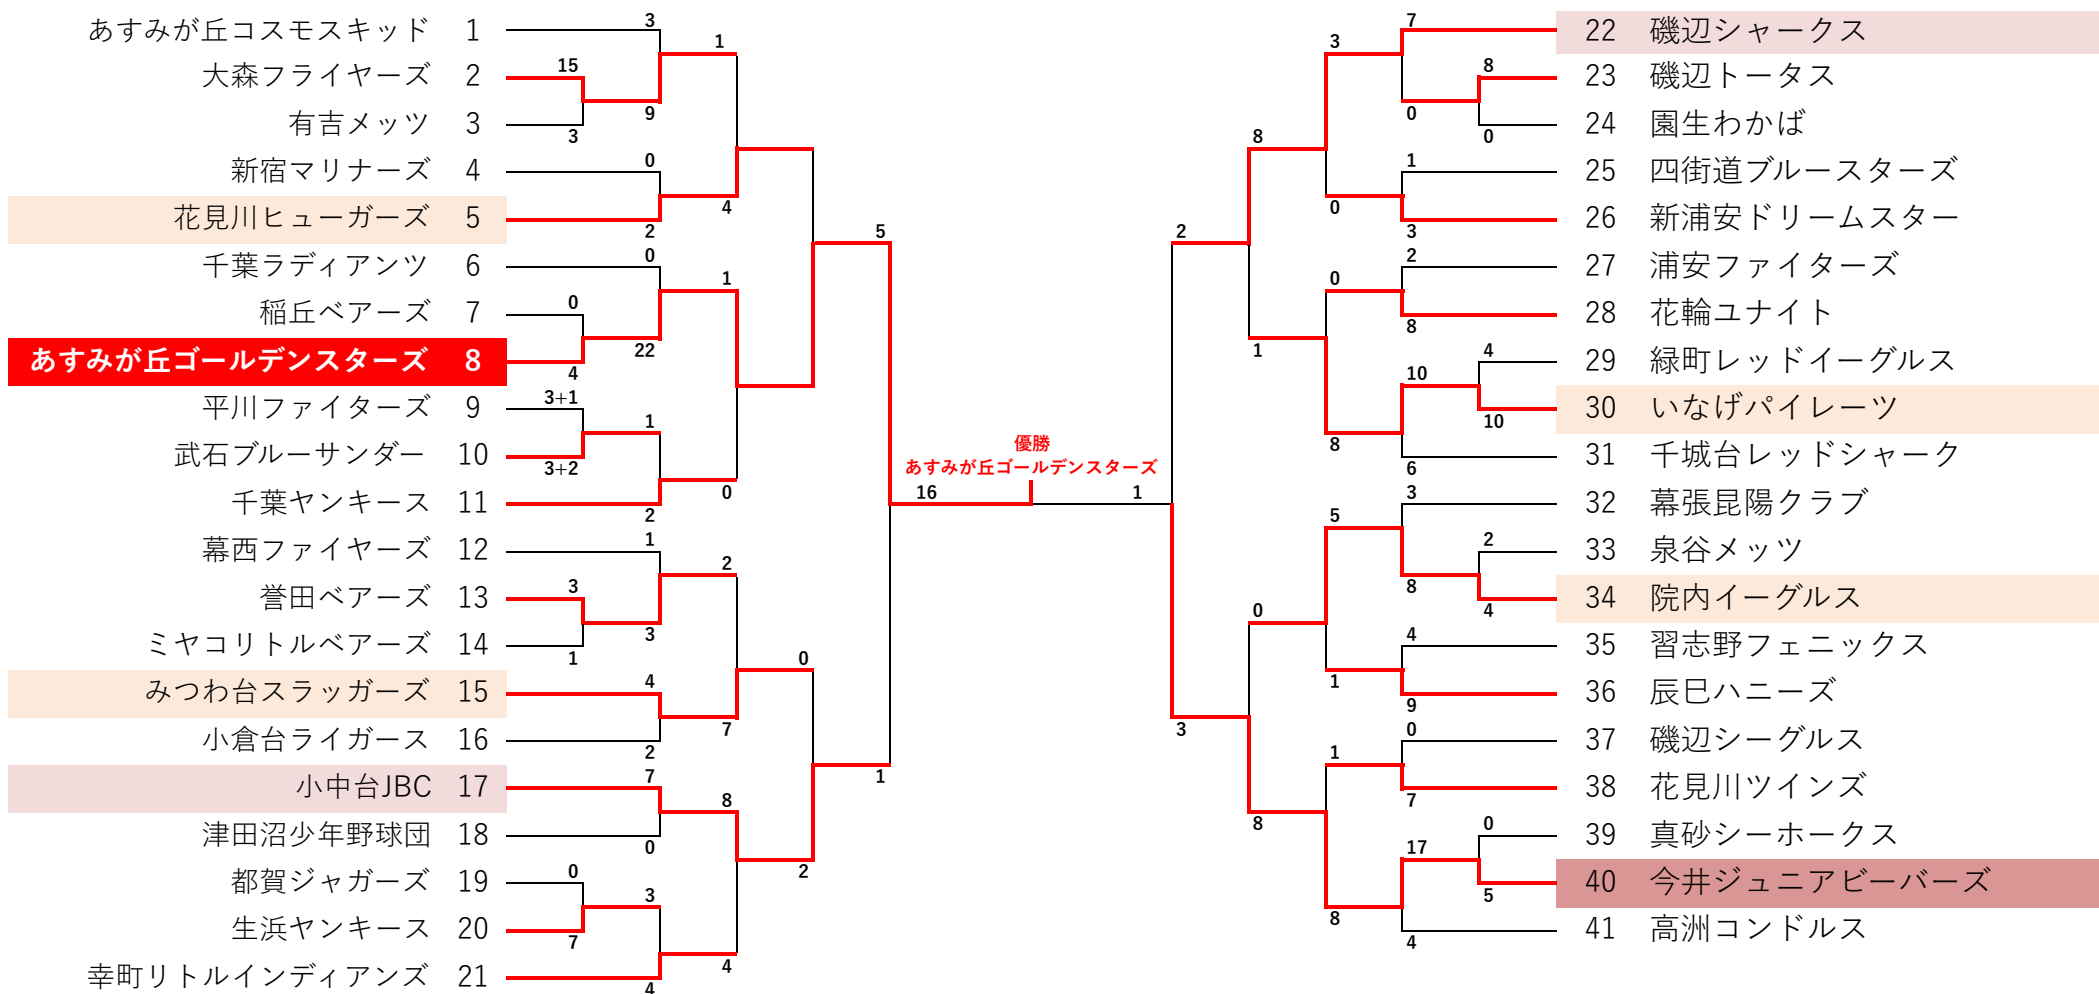 あすみが丘コスモスキッド 1
大森フライヤーズ 2
有吉メッツ 3
新宿マリナーズ 4
花見川ヒューガーズ 5
千葉ラディアンツ 6
稲丘ベアーズ 7
あすみが丘ゴールデンスターズ 8
平川ファイターズ 9
武石ブルーサンダー 10
千葉ヤンキース 11
幕西ファイヤーズ 12
誉田ベアーズ 13
ミヤコリトルベアーズ 14
みつわ台スラッガーズ 15
小倉台ライガース 16
小中台JBC 17
津田沼少年野球団 18
都賀ジャガーズ 19
生浜ヤンキース 20
幸町リトルインディアンズ 21
3
15
3
9
0
2
0
0
4
22
3+1
3+2
1
2
1
3
1
3
4
2
7
0
0
7
3
4
1
4
1
0
2
7
8
4
0
2
5
1
優勝
あすみが丘ゴールデンスターズ
16
1
2
3
8
1
0
8
3
0
0
8
5
1
1
8
7
8
0
0
1
3
2
8
4
10
10
6
3
2
8
4
4
9
0
7
0
17
5
4
22 磯辺シャークス
23 磯辺トータス
24 園生わかば
25 四街道ブルースターズ
26 新浦安ドリームスター
27 浦安ファイターズ
28 花輪ユナイト
29 緑町レッドイーグルス
30 いなげパイレーツ
31 千城台レッドシャーク
32 幕張昆陽クラブ
33 泉谷メッツ
34 院内イーグルス
35 習志野フェニックス
36 辰巳ハニーズ
37 磯辺シーグルス
38 花見川ツインズ
39 真砂シーホークス
40 今井ジュニアビーバーズ
41 高洲コンドルス